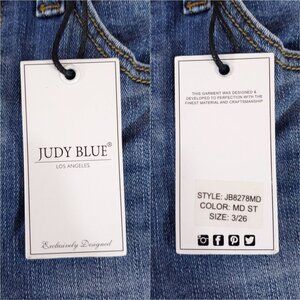 JUDY BLUE®
LOS ANGELES
Exclusively Designed
THIS GARMENT WAS DESIGNED &
DEVELOPED TO PERFECTION WITH THE
FINEST MATERIAL AND CRAFTSMANSHIP
STYLE: JB8278MD
COLOR: MD ST
SIZE: 3/26